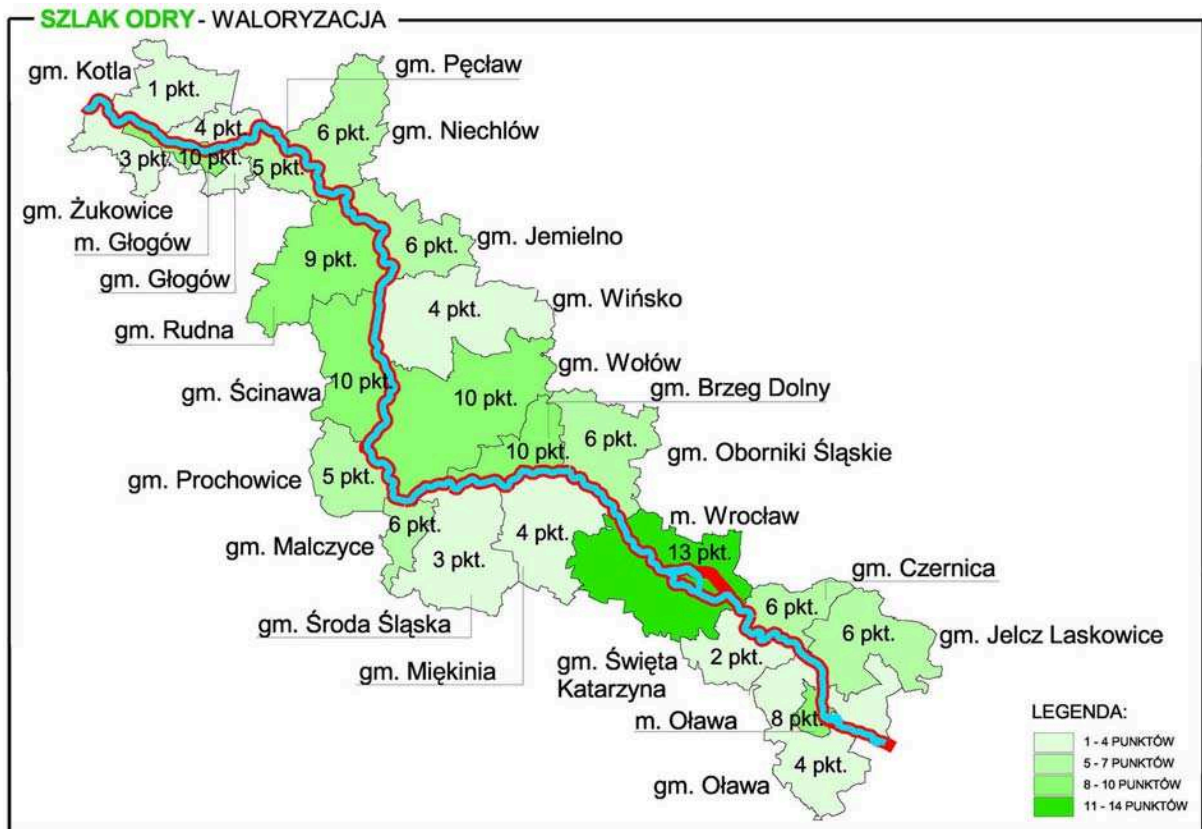 SZLAK ODRY - WALORYZACJA
gm. Kotla
1 pkt.
gm. Pęcław
4 pkt.
6 pkt.
gm. Niechlów
3 pkt.
10 pkt.
5 pkt.
gm. Żukowice
m. Głogów
gm. Głogów
6 pkt.
gm. Jemielno
9 pkt.
gm. Rudna
4 pkt.
gm. Wińsko
gm. Ścinawa
10 pkt.
10 pkt.
gm. Wołów
gm. Brzeg Dolny
10 pkt.
6 pkt.
gm. Oborniki Śląskie
gm. Prochowice
5 pkt.
gm. Malczyce
6 pkt.
3 pkt.
4 pkt.
m. Wrocław
13 pkt.
gm. Czernica
gm. Środa Śląska
gm. Miękinia
6 pkt.
6 pkt.
gm. Jelcz Laskowice
gm. Święta
Katarzyna
2 pkt.
m. Oława
8 pkt.
gm. Oława
4 pkt.
LEGENDA:
1 - 4 PUNKTÓW
5 - 7 PUNKTÓW
8 - 10 PUNKTÓW
11 - 14 PUNKTÓW